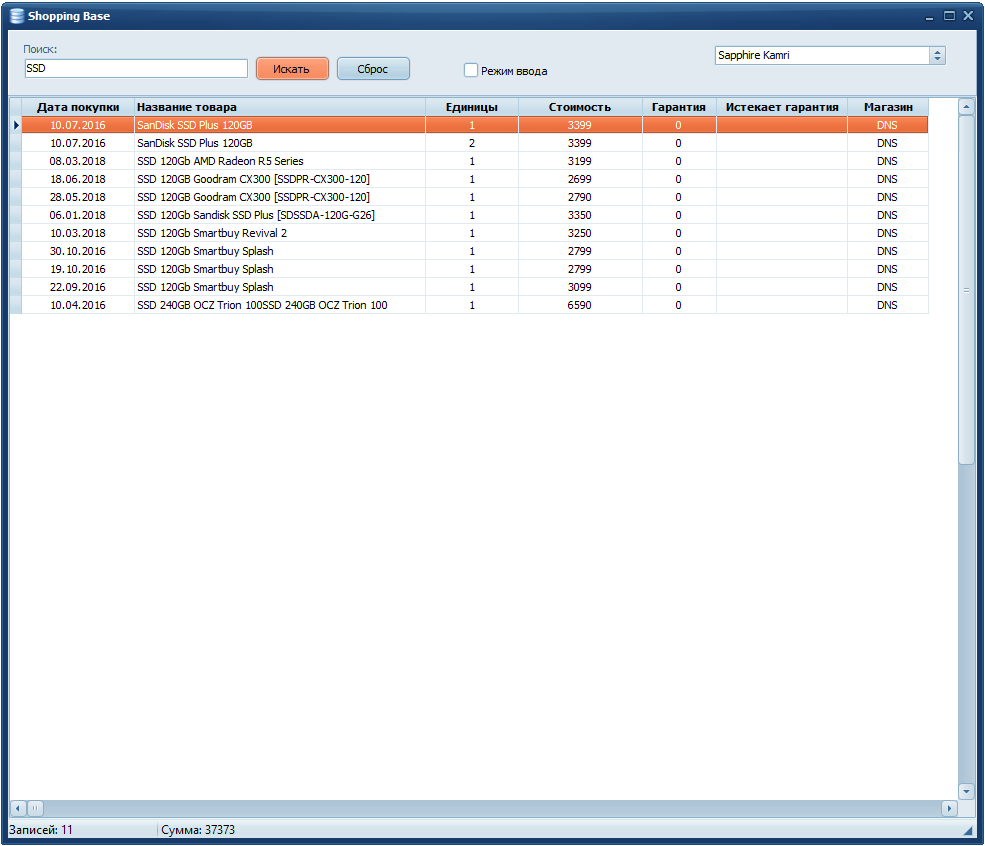 Shopping Base
Поиск:
SSD
Искать
Сброс
Режим ввода
Sapphire Kamri
Дата покупки Название товара Единицы Стоимость Гарантия Истекает гарантия Магазин
10.07.2016 SanDisk SSD Plus 120GB 1 3399 0 DNS
10.07.2016 SanDisk SSD Plus 120GB 2 3399 0 DNS
08.03.2018 SSD 120Gb AMD Radeon R5 Series 1 3199 0 DNS
18.06.2018 SSD 120GB Goodram CX300 [SSDPR-CX300-120] 1 2699 0 DNS
28.05.2018 SSD 120GB Goodram CX300 [SSDPR-CX300-120] 1 2790 0 DNS
06.01.2018 SSD 120Gb Sandisk SSD Plus [SDSSDA-120G-G26] 1 3350 0 DNS
10.03.2018 SSD 120Gb Smartbuy Revival 2 1 3250 0 DNS
30.10.2016 SSD 120Gb Smartbuy Splash 1 2799 0 DNS
19.10.2016 SSD 120Gb Smartbuy Splash 1 2799 0 DNS
22.09.2016 SSD 120Gb Smartbuy Splash 1 3099 0 DNS
10.04.2016 SSD 240GB OCZ Trion 100SSD 240GB OCZ Trion 100 1 6590 0 DNS
Записей: 11 Сумма: 37373